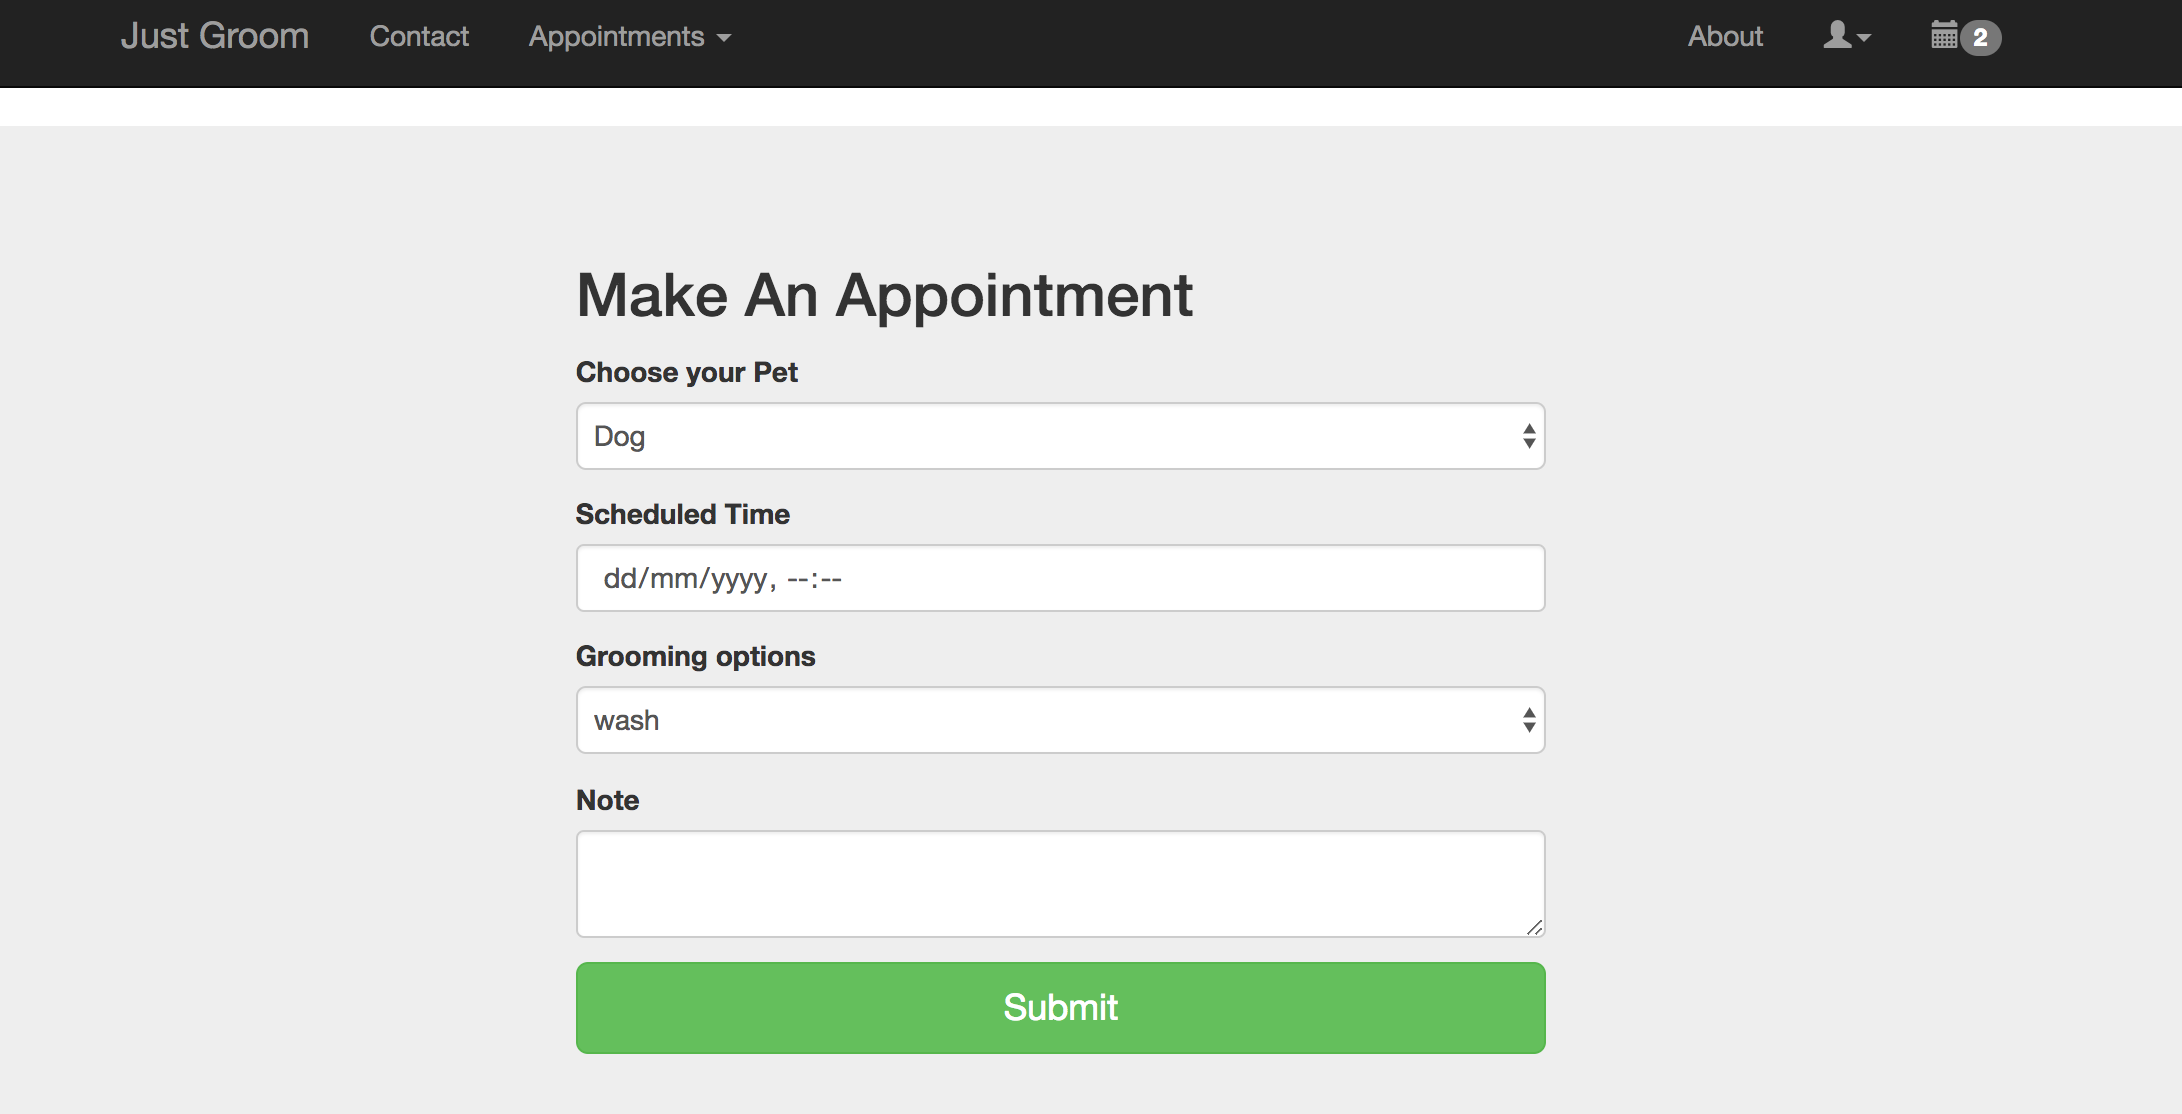 Just Groom Contact Appointments About 2
Make An Appointment
Choose your Pet
Dog
Scheduled Time
dd/mm/yyyy, --:--
Grooming options
wash
Note
Submit